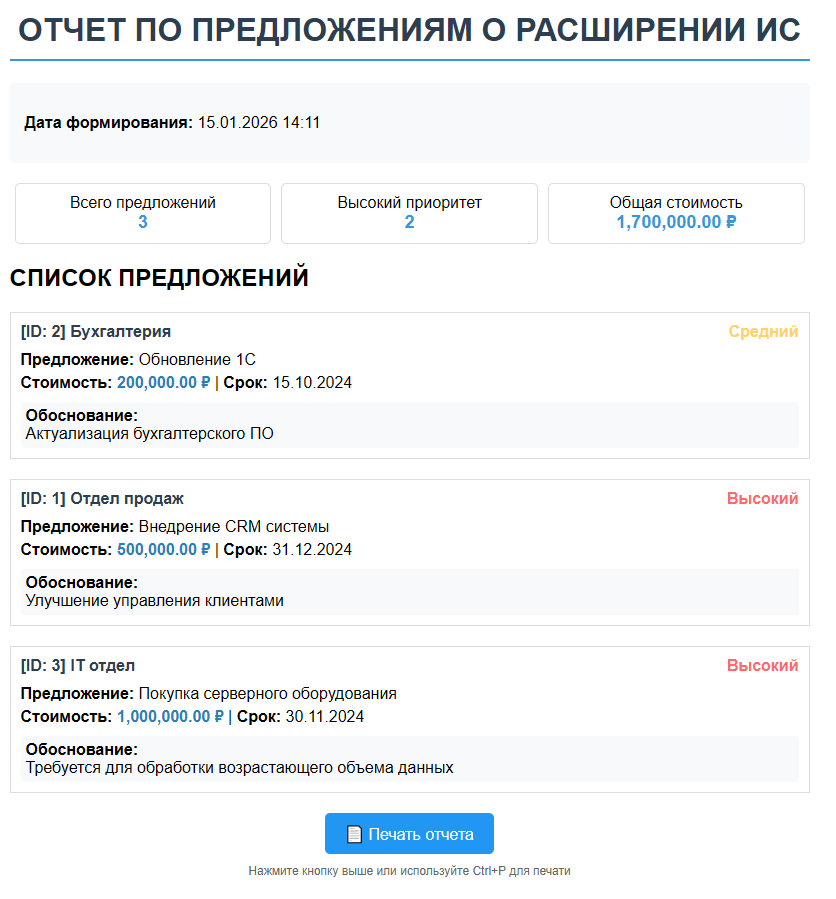 ОТЧЕТ ПО ПРЕДЛОЖЕНИЯМ О РАСШИРЕНИИ ИС
Дата формирования: 15.01.2026 14:11
Всего предложений
3
Высокий приоритет
2
Общая стоимость
1,700,000.00 ₽
СПИСОК ПРЕДЛОЖЕНИЙ
[ID: 2] Бухгалтерия
Средний
Предложение: Обновление 1С
Стоимость: 200,000.00 ₽ | Срок: 15.10.2024
Обоснование:
Актуализация бухгалтерского ПО
[ID: 1] Отдел продаж
Высокий
Предложение: Внедрение CRM системы
Стоимость: 500,000.00 ₽ | Срок: 31.12.2024
Обоснование:
Улучшение управления клиентами
[ID: 3] IT отдел
Высокий
Предложение: Покупка серверного оборудования
Стоимость: 1,000,000.00 ₽ | Срок: 30.11.2024
Обоснование:
Требуется для обработки возрастающего объема данных
Печать отчета
Нажмите кнопку выше или используйте Ctrl+P для печати